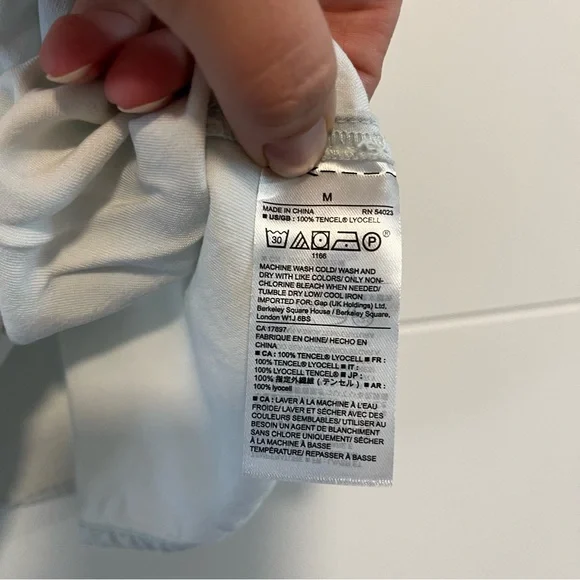 M
MADE IN CHINA RN 54023
■ US/GB : 100% TENCEL® LYOCELL
30 P
1166
MACHINE WASH COLD/ WASH AND
DRY WITH LIKE COLORS/ ONLY NON-
CHLORINE BLEACH WHEN NEEDED/
TUMBLE DRY LOW/ COOL IRON
IMPORTED FOR: Gap (UK Holdings) Ltd.
Berkeley Square House / Berkeley Square,
London W1J 6BS
CA 17897
FABRIQUE EN CHINE/ HECHO EN
CHINA
■ CA : 100% TENCEL® LYOCELL ■ FR :
100% TENCEL® LYOCELL ■ IT :
100% LYOCELL TENCEL® ■ JP :
100% 指定外繊維 (テンセル) ■ AR :
100% lyocell
■ CA : LAVER À LA MACHINE À L'EAU
FROIDE/ LAVER ET SÉCHER AVEC DES
COULEURS SEMBLABLES/ UTILISER AU
BESOIN UN AGENT DE BLANCHIMENT
SANS CHLORE UNIQUEMENT/ SÉCHER
À LA MACHINE À BASSE
TEMPÉRATURE/ REPASSER À BASSE